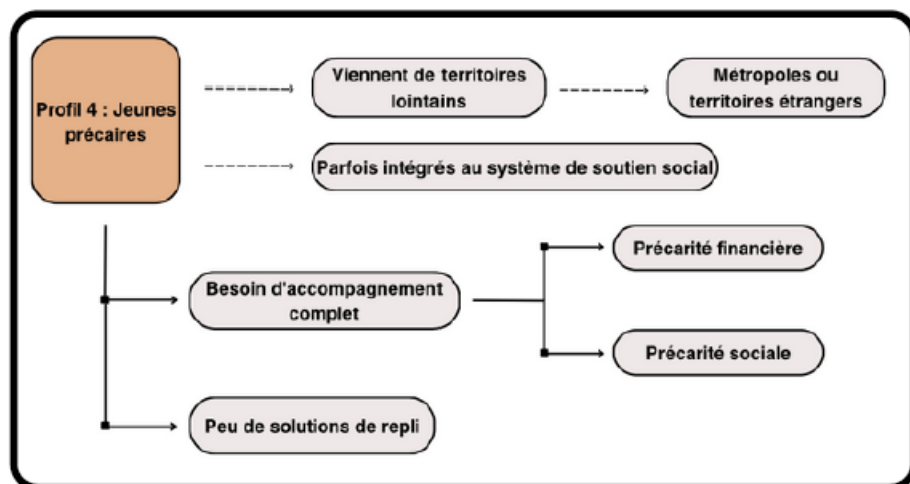 Profil 4 : Jeunes
précaires
Viennent de territoires
lointains
Métropoles ou
territoires étrangers
Parfois intégrés au système de soutien social
Besoin d'accompagnement
complet
Précarité financière
Précarité sociale
Peu de solutions de repli